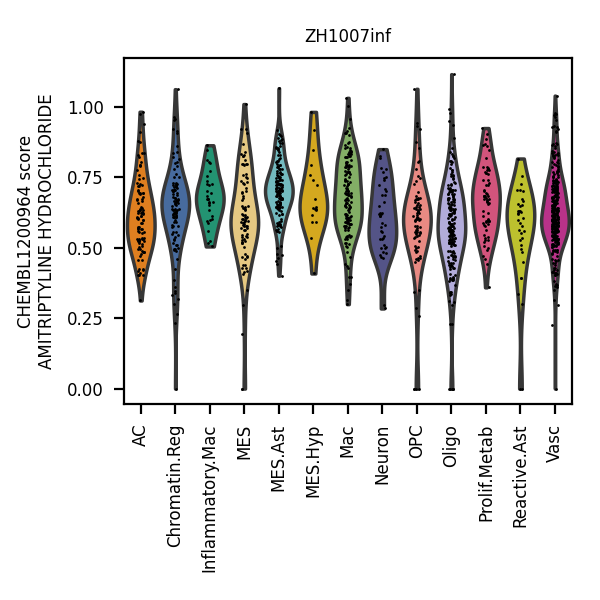 ZH1007inf
CHEMBL1200964 score
AMITRIPTYLINE HYDROCHLORIDE
1.00
0.75
0.50
0.25
0.00
AC
Chromatin.Reg
Inflammatory.Mac
MES
MES.Ast
MES.Hyp
Mac
Neuron
OPC
Oligo
Prolif.Metab
Reactive.Ast
Vasc